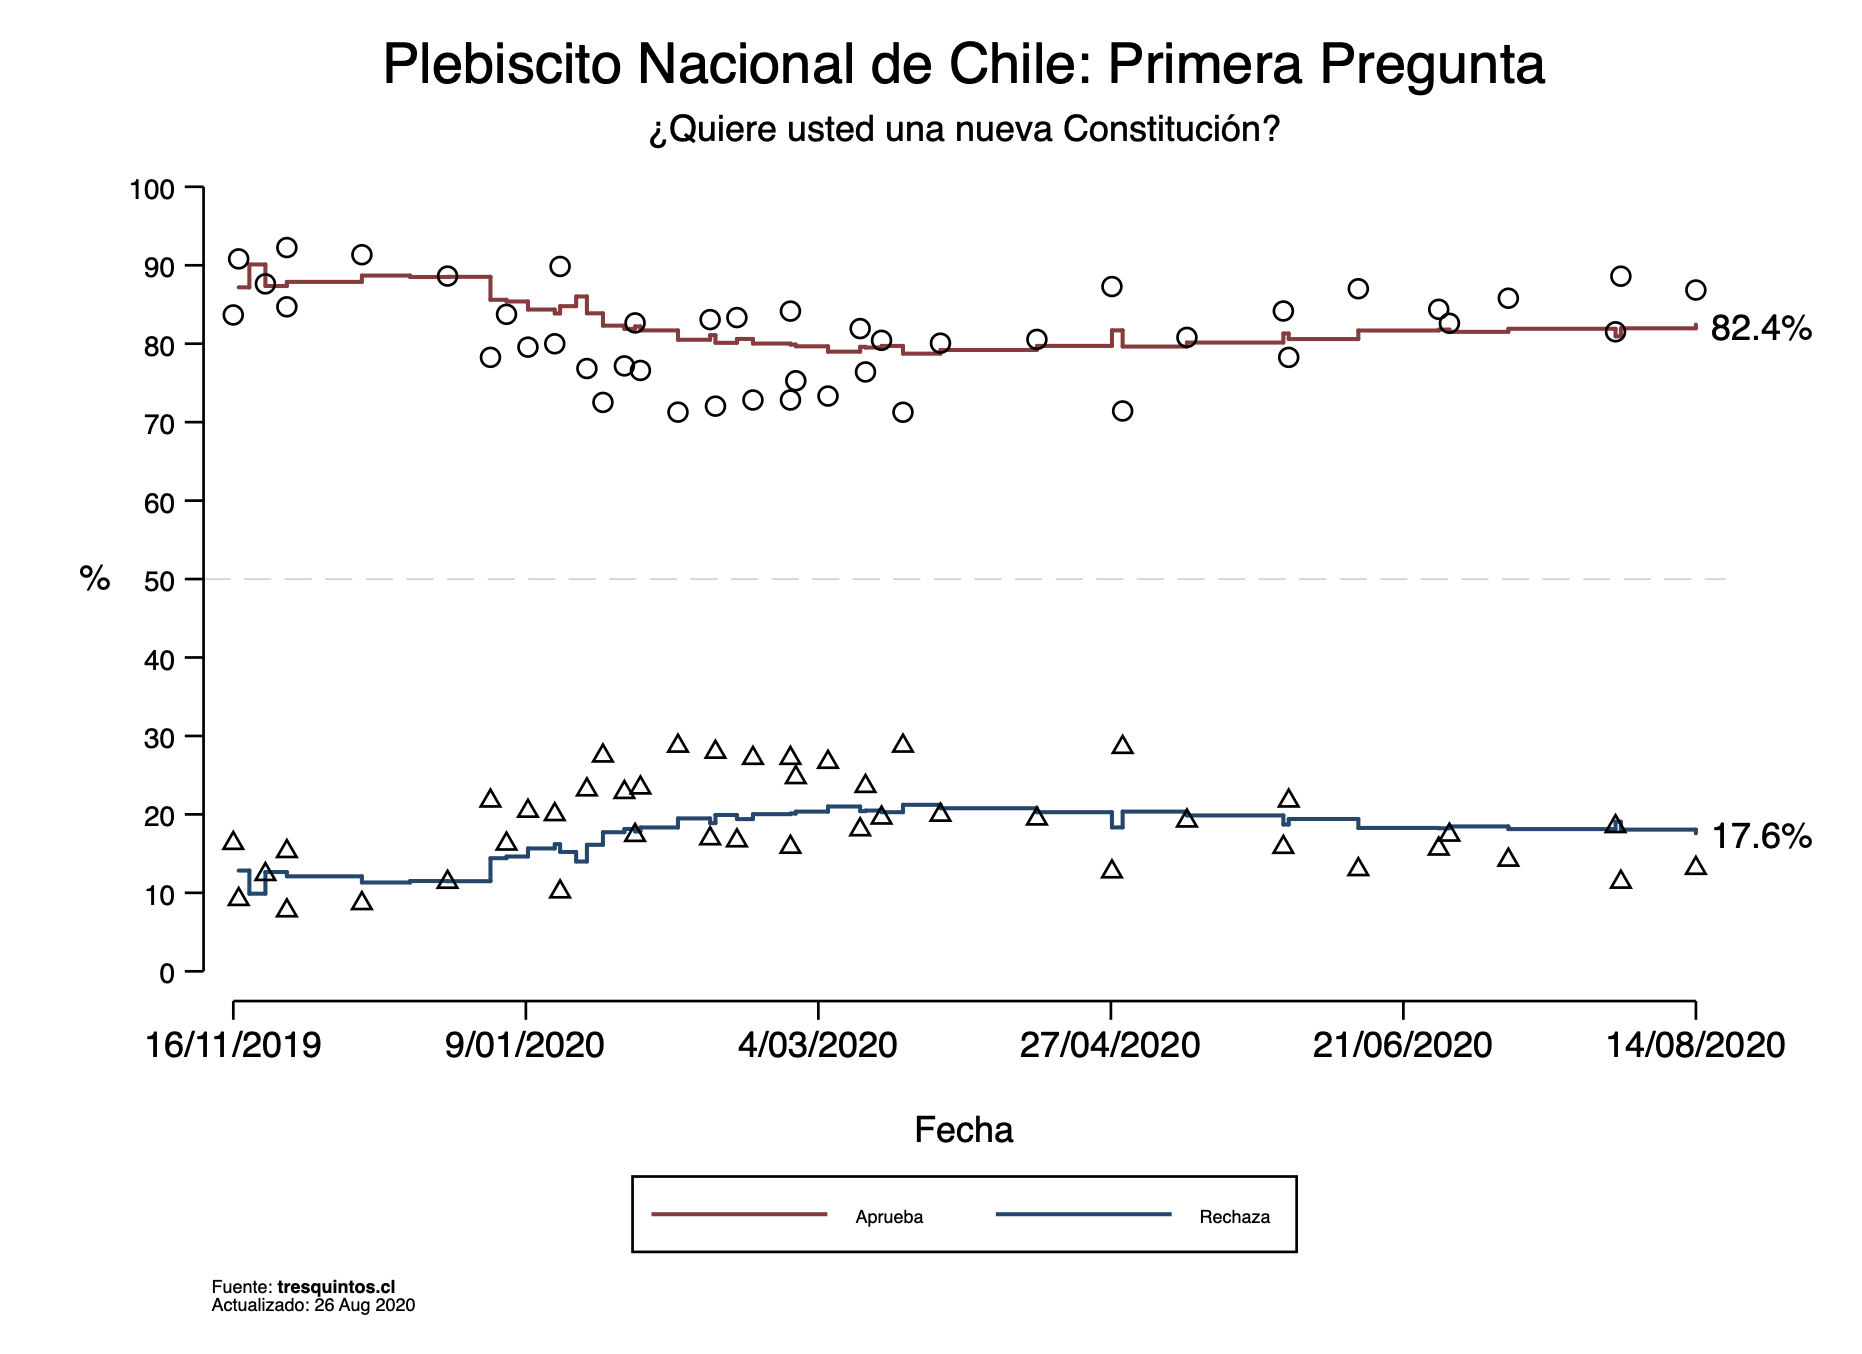 Plebiscito Nacional de Chile: Primera Pregunta
¿Quiere usted una nueva Constitución?
100
90
80
70
60
50
40
30
20
10
0
%
82.4%
17.6%
16/11/2019 9/01/2020 4/03/2020 27/04/2020 21/06/2020 14/08/2020
Fecha
Aprueba Rechaza
Fuente: tresquintos.cl
Actualizado: 26 Aug 2020